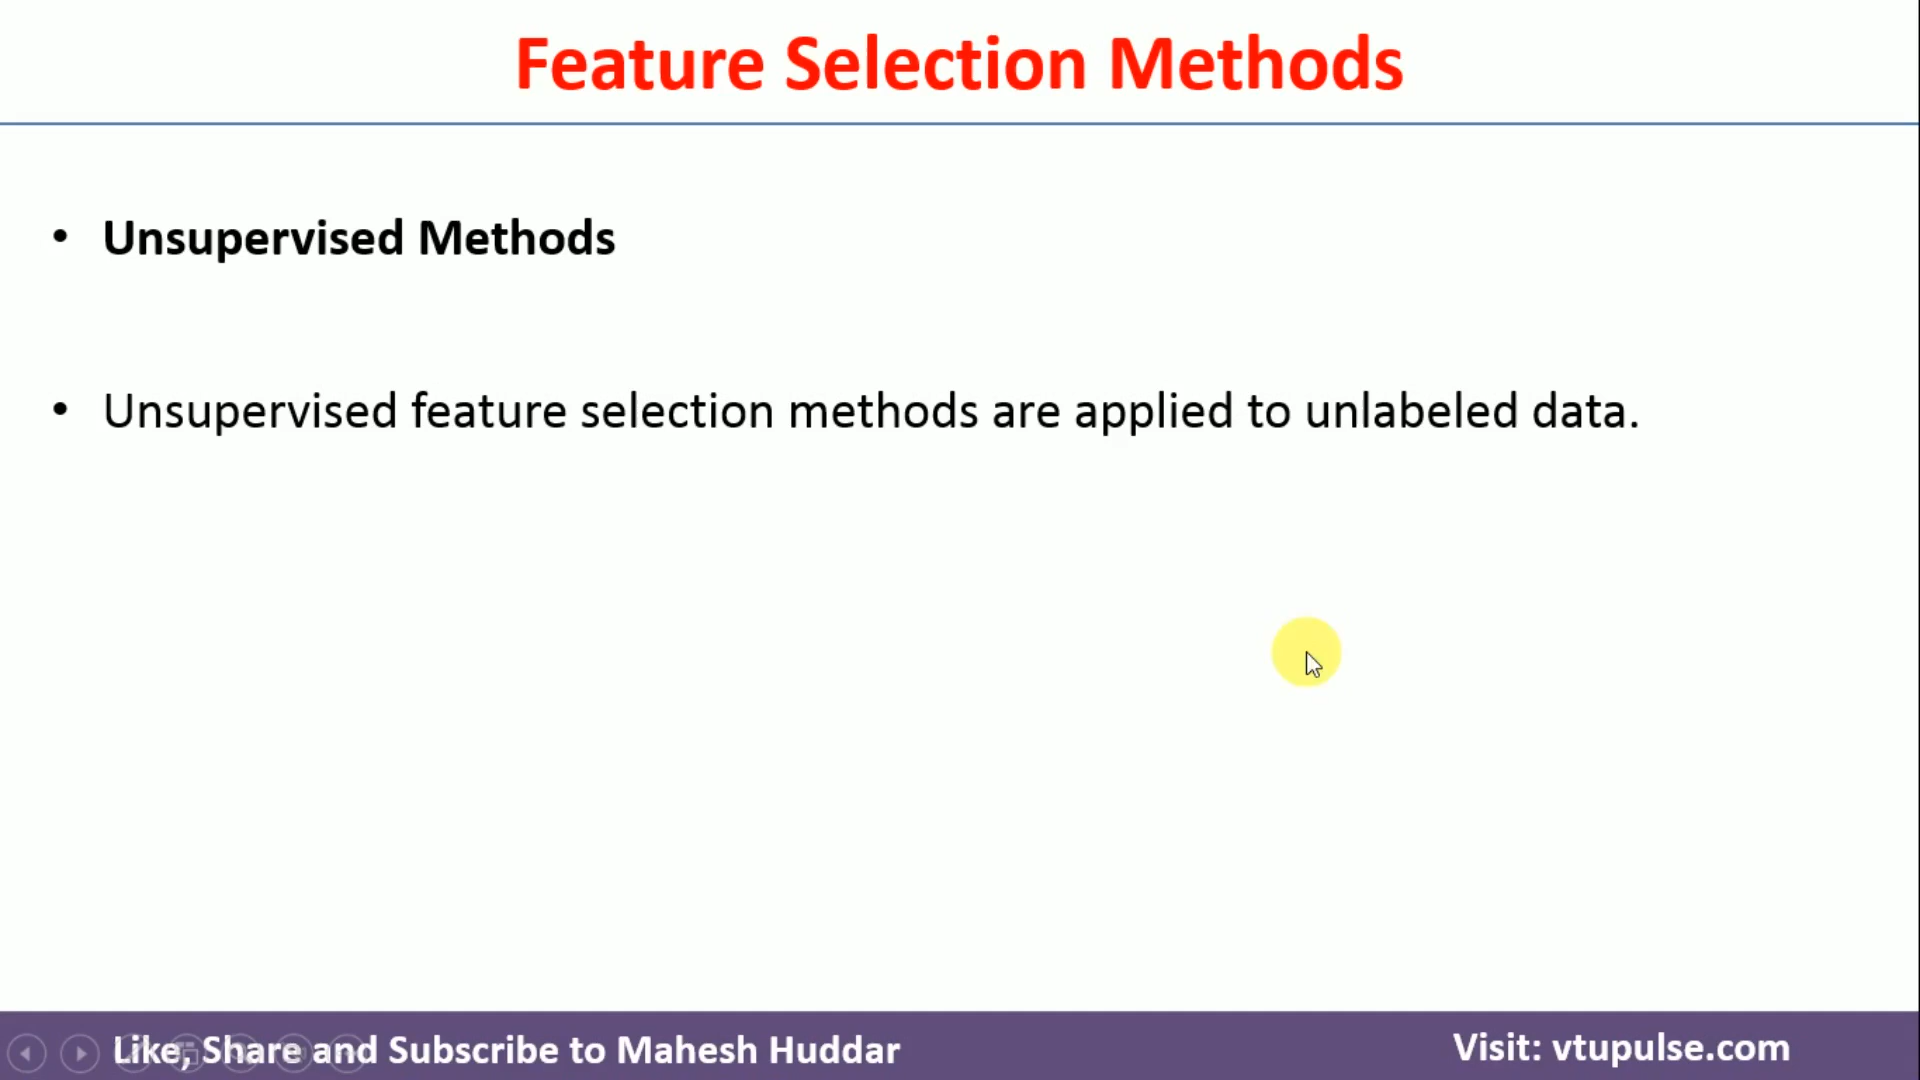 Feature Selection Methods
• Unsupervised Methods
• Unsupervised feature selection methods are applied to unlabeled data.
Like, Share and Subscribe to Mahesh Huddar
Visit: vtupulse.com